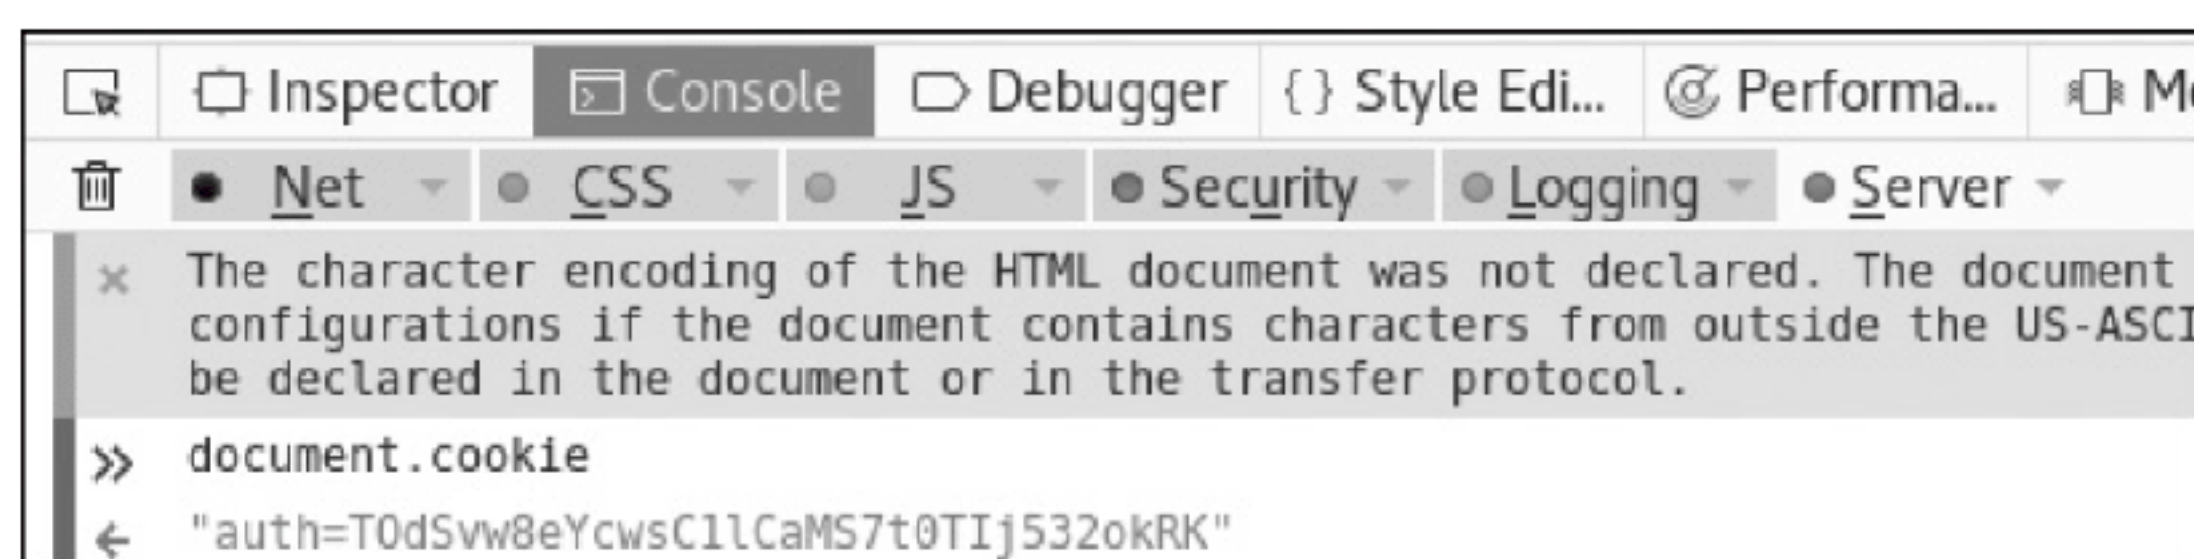 Inspector Console Debugger { } Style Edi... Performa...
Net CSS JS Security Logging Server
The character encoding of the HTML document was not declared. The document
configurations if the document contains characters from outside the US-ASCI
be declared in the document or in the transfer protocol.
» document.cookie
← "auth=TOdSvw8eYcwsC1lCaMS7t0TIj532okRK"